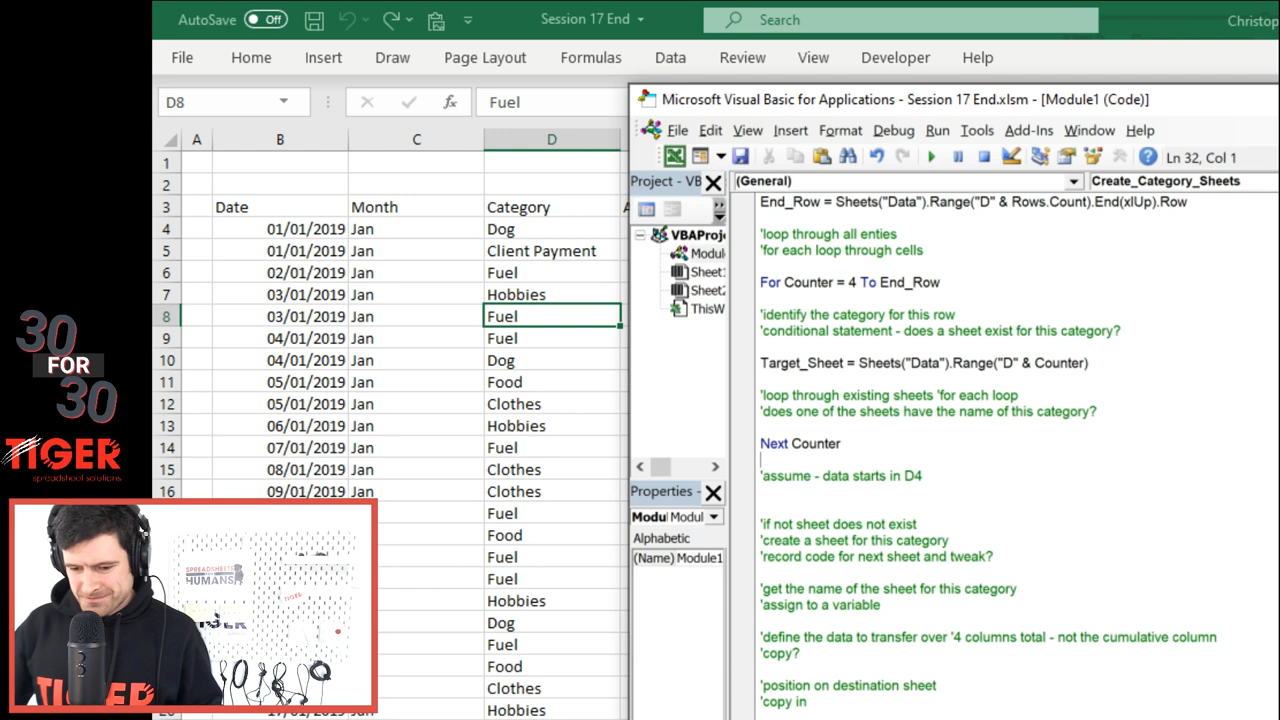 AutoSave Off Session 17 End Search Christop
File Home Insert Draw Page Layout Formulas Data Review View Developer Help
D8 fx Fuel
A B C D
1
2
3 Date Month Category A
4 01/01/2019 Jan Dog
5 01/01/2019 Jan Client Payment
6 02/01/2019 Jan Fuel
7 03/01/2019 Jan Hobbies
8 03/01/2019 Jan Fuel
9 04/01/2019 Jan Fuel
10 04/01/2019 Jan Dog
11 05/01/2019 Jan Food
12 05/01/2019 Jan Clothes
13 06/01/2019 Jan Hobbies
14 07/01/2019 Jan Fuel
15 08/01/2019 Jan Clothes
16 09/01/2019 Jan Clothes
Fuel
Food
Fuel
Fuel
Hobbies
Dog
Fuel
Food
Clothes
Hobbies
Microsoft Visual Basic for Applications - Session 17 End.xlsm - [Module1 (Code)]
File Edit View Insert Format Debug Run Tools Add-Ins Window Help
Ln 32, Col 1
Project - VB
VBAProj
Modul
Sheet1
Sheet2
ThisW
Properties -
Modul Modul
Alphabetic
(Name) Module1
(General) Create_Category_Sheets
End_Row = Sheets("Data").Range("D" & Rows.Count).End(xlUp).Row
'loop through all enties
'for each loop through cells
For Counter = 4 To End_Row
'identify the category for this row
'conditional statement - does a sheet exist for this category?
Target_Sheet = Sheets("Data").Range("D" & Counter)
'loop through existing sheets 'for each loop
'does one of the sheets have the name of this category?
Next Counter
'assume - data starts in D4
'if not sheet does not exist
'create a sheet for this category
'record code for next sheet and tweak?
'get the name of the sheet for this category
'assign to a variable
'define the data to transfer over '4 columns total - not the cumulative column
'copy?
'position on destination sheet
'copy in
30
FOR
30
TIGER
spreadsheet solutions
SPREADSHEETS
HUMANS
TIGER
TIGER